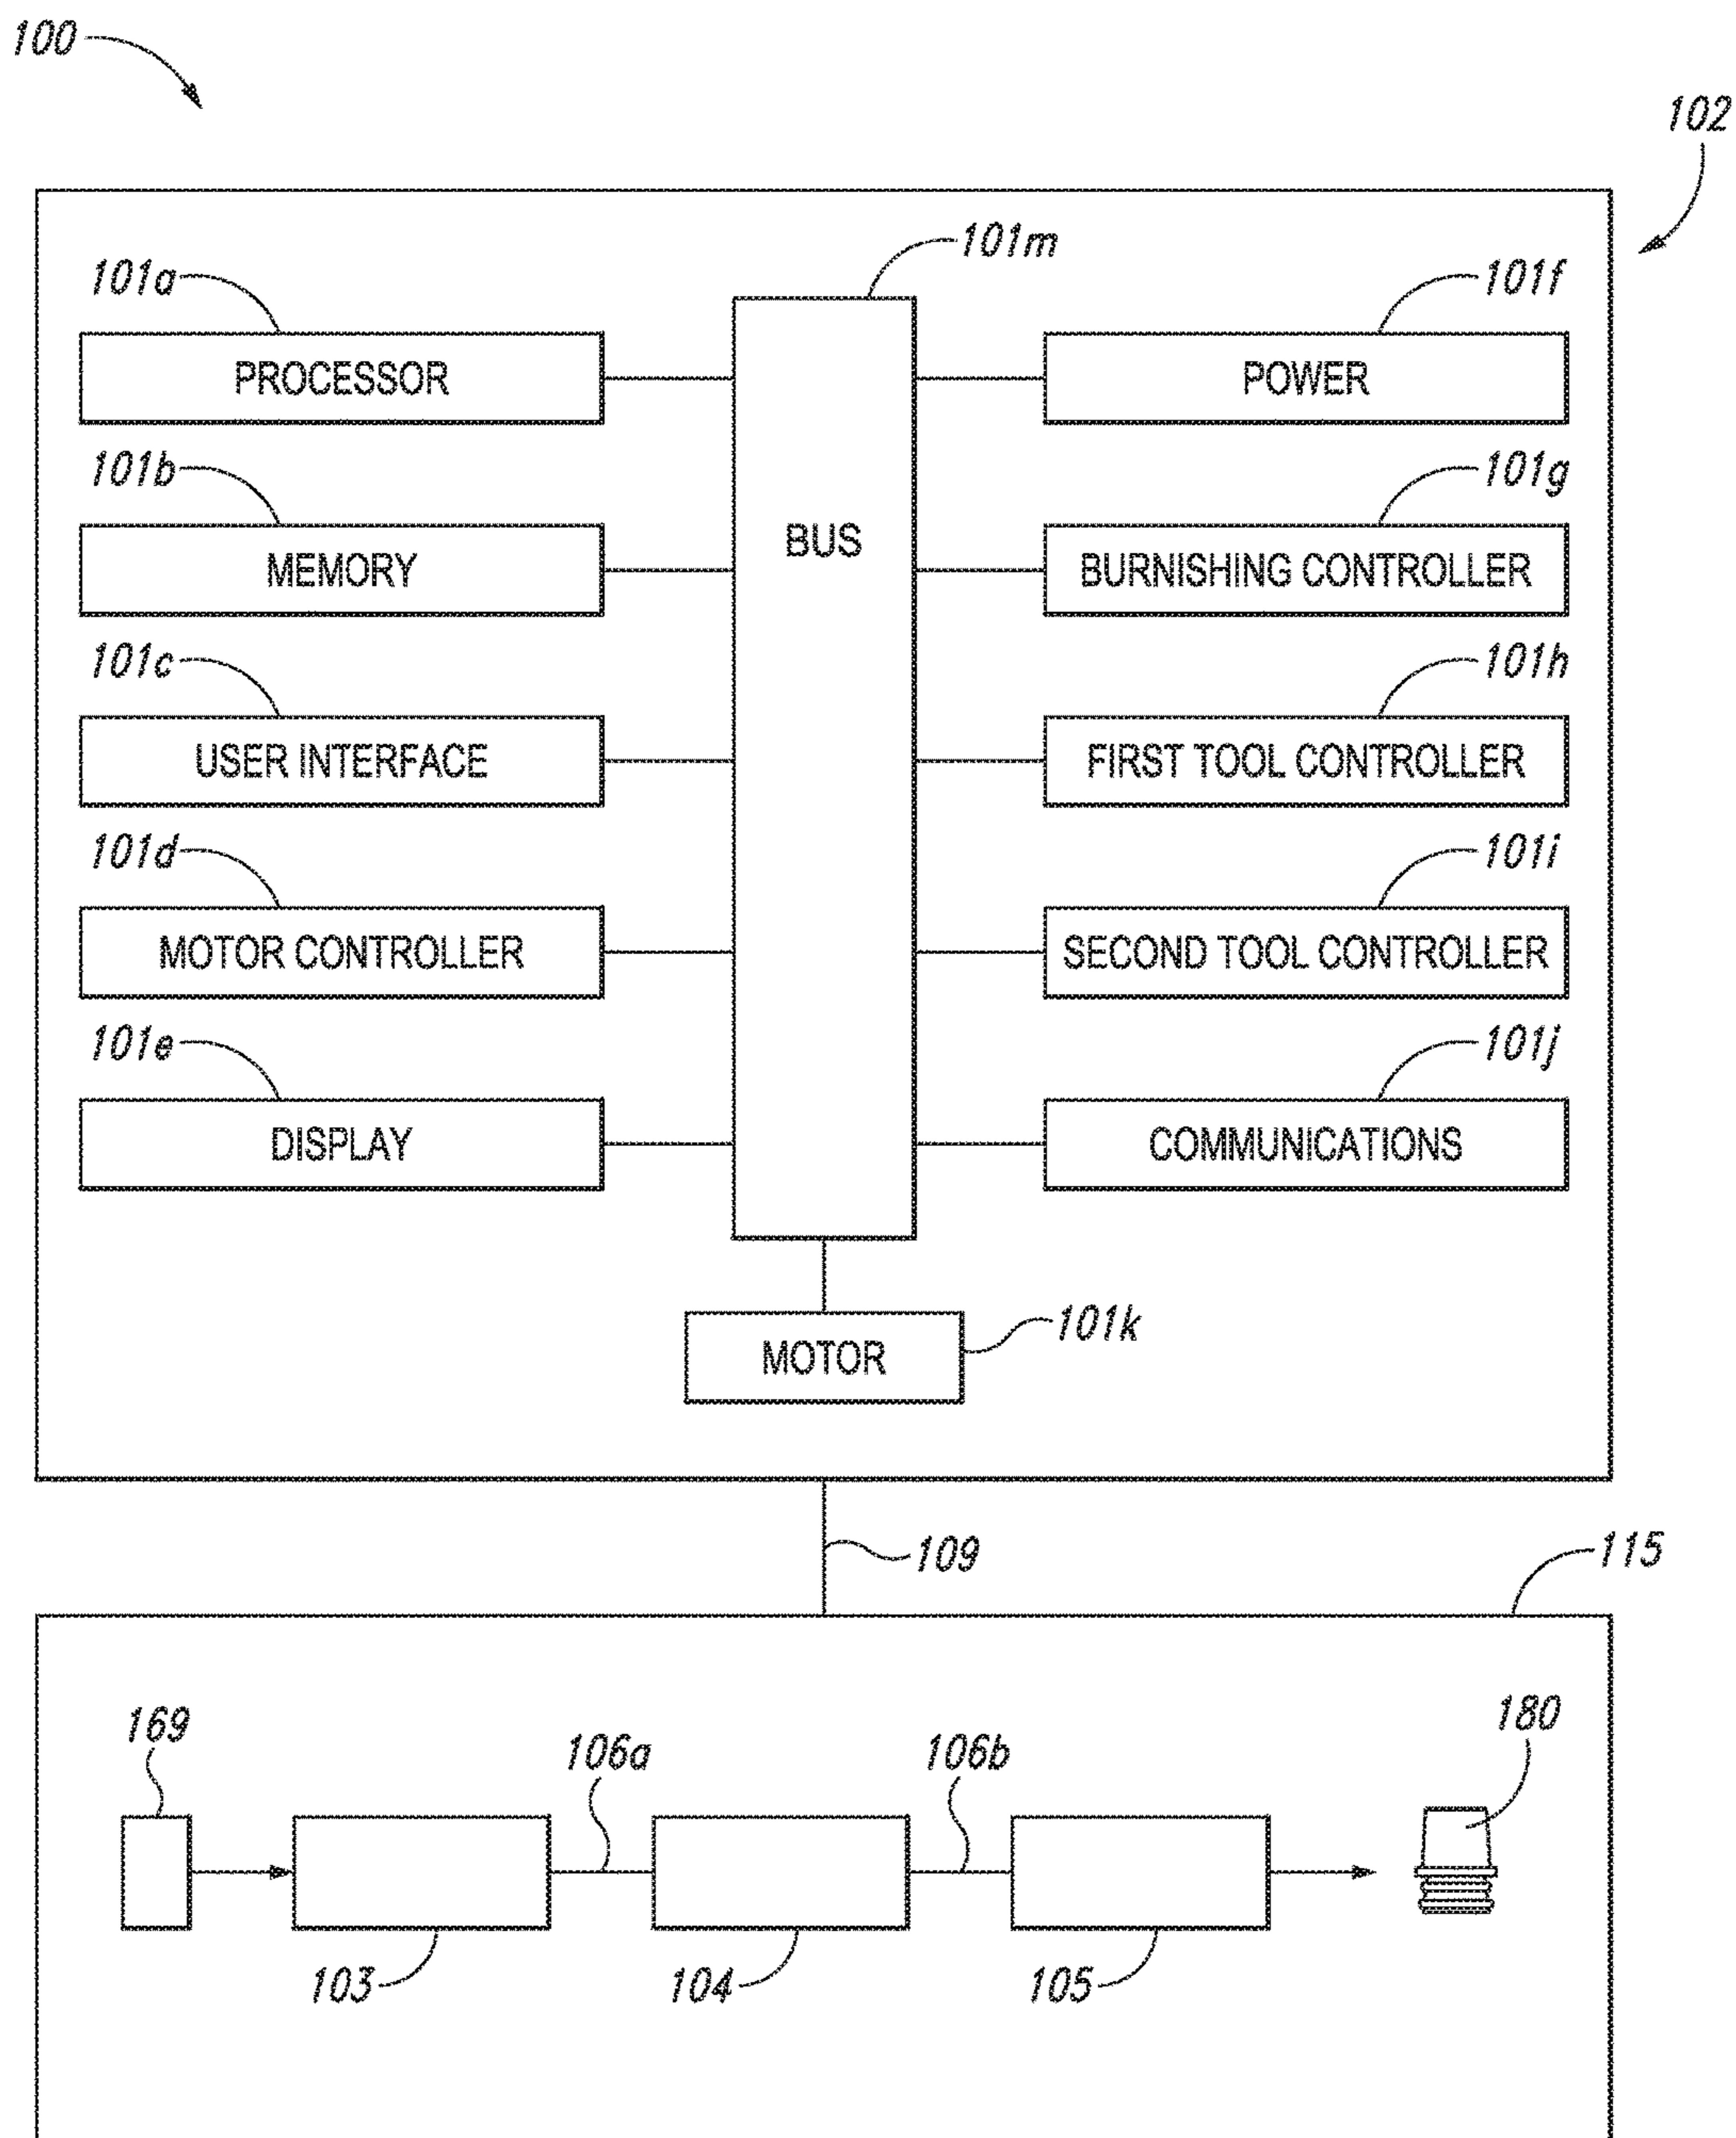 100
102
101m
101a
101f
PROCESSOR
POWER
101b
101g
BUS
MEMORY
BURNISHING CONTROLLER
101c
101h
USER INTERFACE
FIRST TOOL CONTROLLER
101d
101i
MOTOR CONTROLLER
SECOND TOOL CONTROLLER
101e
101j
DISPLAY
COMMUNICATIONS
101k
MOTOR
109
115
169
106a
106b
180
103
104
105